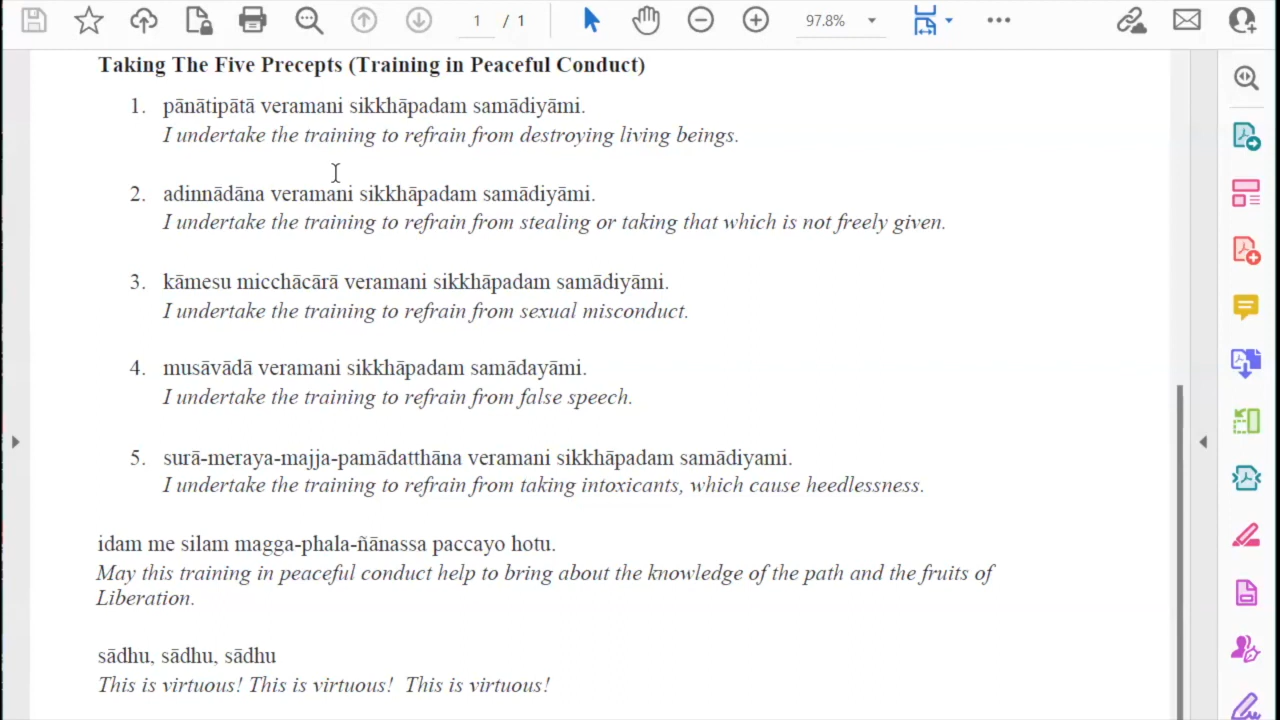 1 / 1 97.8%
Taking The Five Precepts (Training in Peaceful Conduct)
1. pānātipātā veramani sikkhāpadam samādiyāmi.
I undertake the training to refrain from destroying living beings.
2. adinnādāna veramani sikkhāpadam samādiyāmi.
I undertake the training to refrain from stealing or taking that which is not freely given.
3. kāmesu micchācārā veramani sikkhāpadam samādiyāmi.
I undertake the training to refrain from sexual misconduct.
4. musāvādā veramani sikkhāpadam samādayāmi.
I undertake the training to refrain from false speech.
5. surā-meraya-majja-pamādatthāna veramani sikkhāpadam samādiyami.
I undertake the training to refrain from taking intoxicants, which cause heedlessness.
idam me silam magga-phala-ñānassa paccayo hotu.
May this training in peaceful conduct help to bring about the knowledge of the path and the fruits of
Liberation.
sādhu, sādhu, sādhu
This is virtuous! This is virtuous!  This is virtuous!